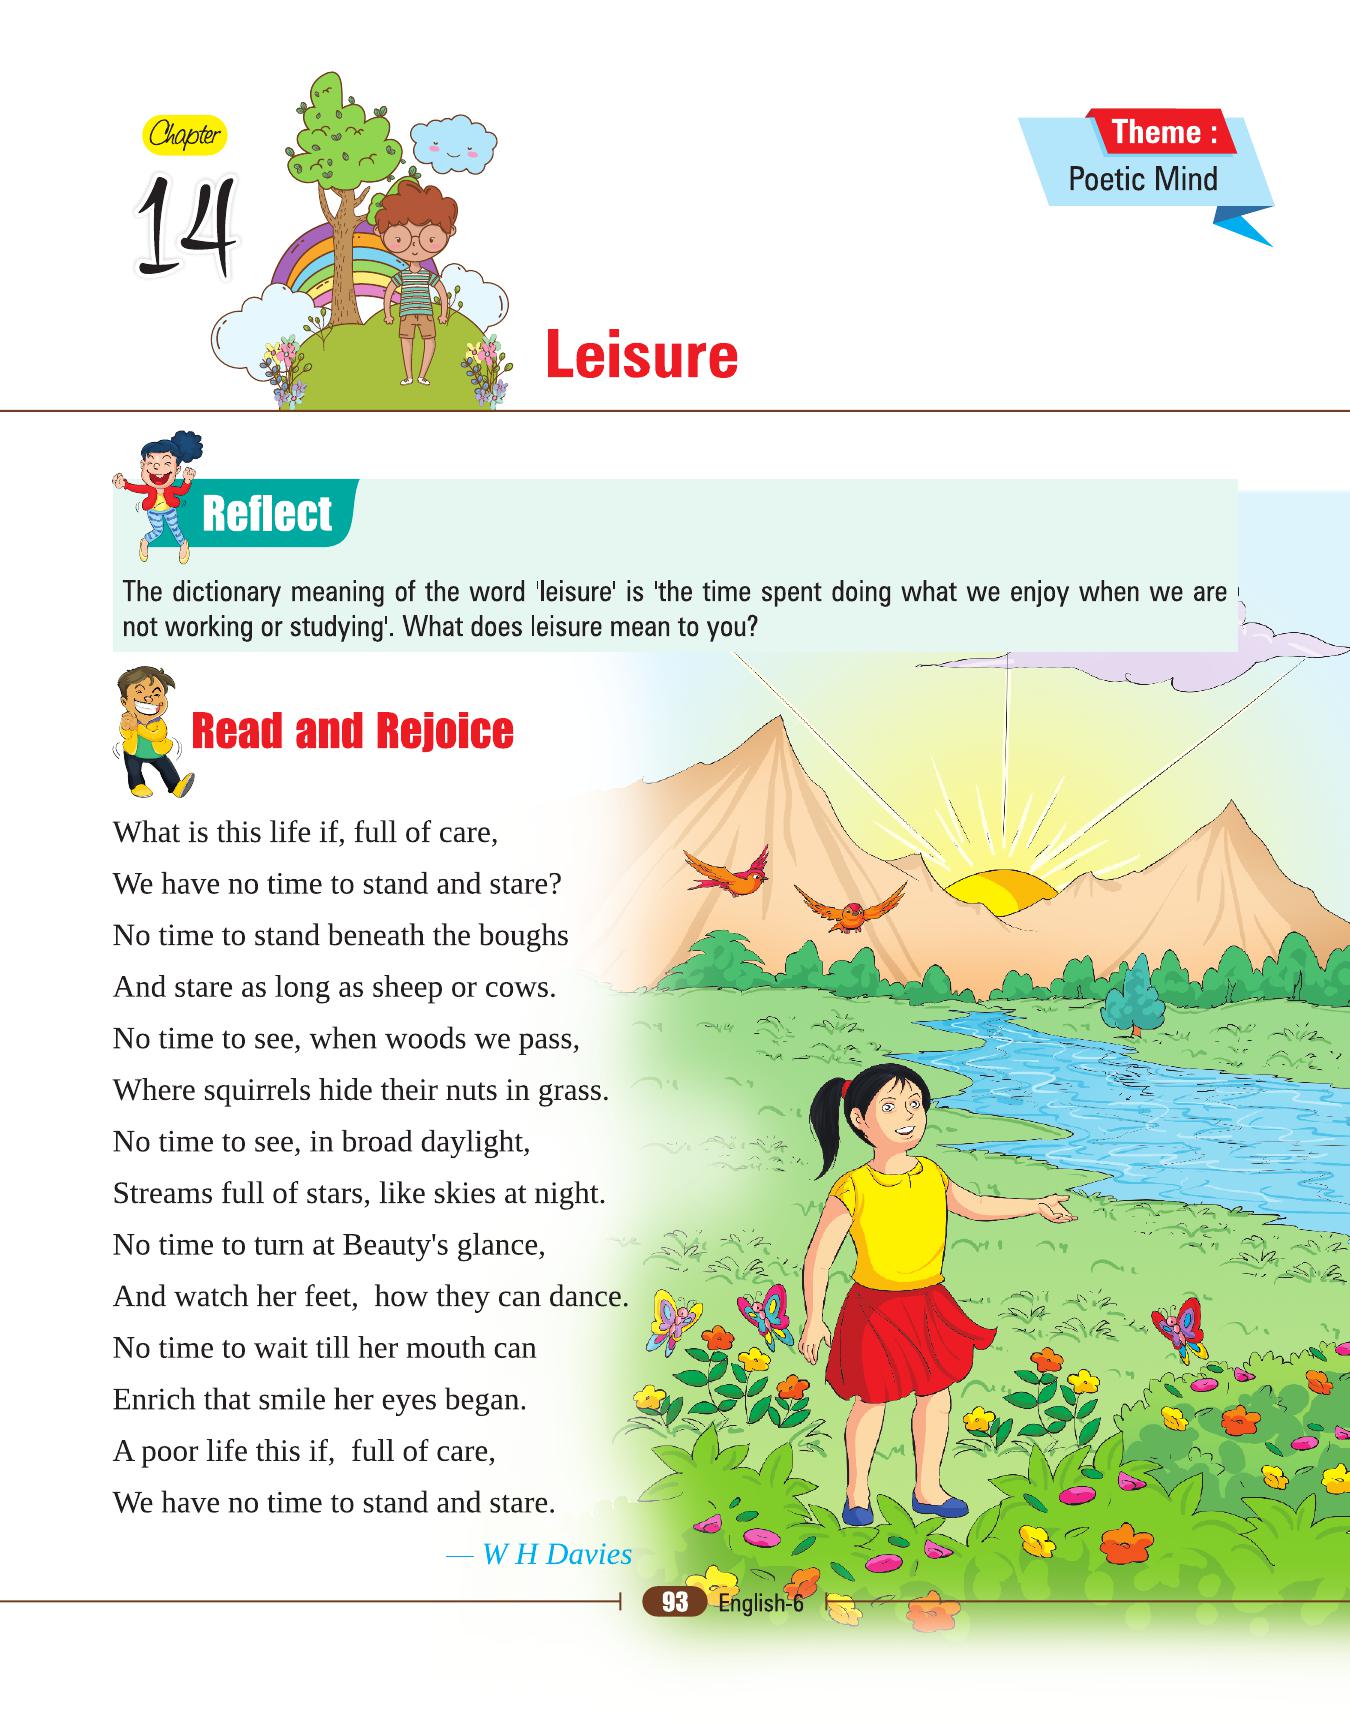 Chapter
14
Theme :
Poetic Mind
Leisure
Reflect
The dictionary meaning of the word 'leisure' is 'the time spent doing what we enjoy when we are
not working or studying'. What does leisure mean to you?
Read and Rejoice
What is this life if, full of care,
We have no time to stand and stare?
No time to stand beneath the boughs
And stare as long as sheep or cows.
No time to see, when woods we pass,
Where squirrels hide their nuts in grass.
No time to see, in broad daylight,
Streams full of stars, like skies at night.
No time to turn at Beauty's glance,
And watch her feet,  how they can dance.
No time to wait till her mouth can
Enrich that smile her eyes began.
A poor life this if,  full of care,
We have no time to stand and stare.
— W H Davies
93 English-6